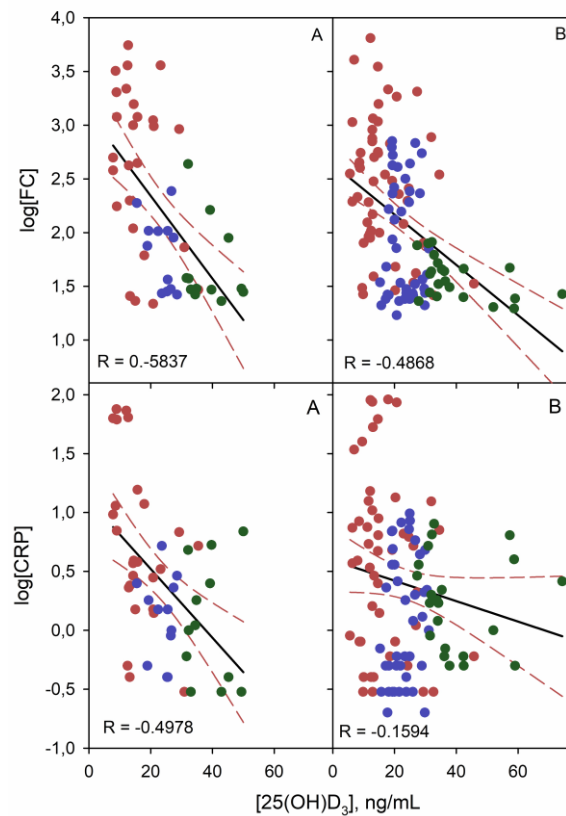 4,0
A
B
3,5
3,0
2,5
2,0
1,5
1,0
log[FC]
R = 0.-5837
R = -0.4868
2,0
A
B
1,5
1,0
0,5
0,0
-0,5
-1,0
log[CRP]
R = -0.4978
R = -0.1594
0 20 40 60 0 20 40 60
[25(OH)D3], ng/mL